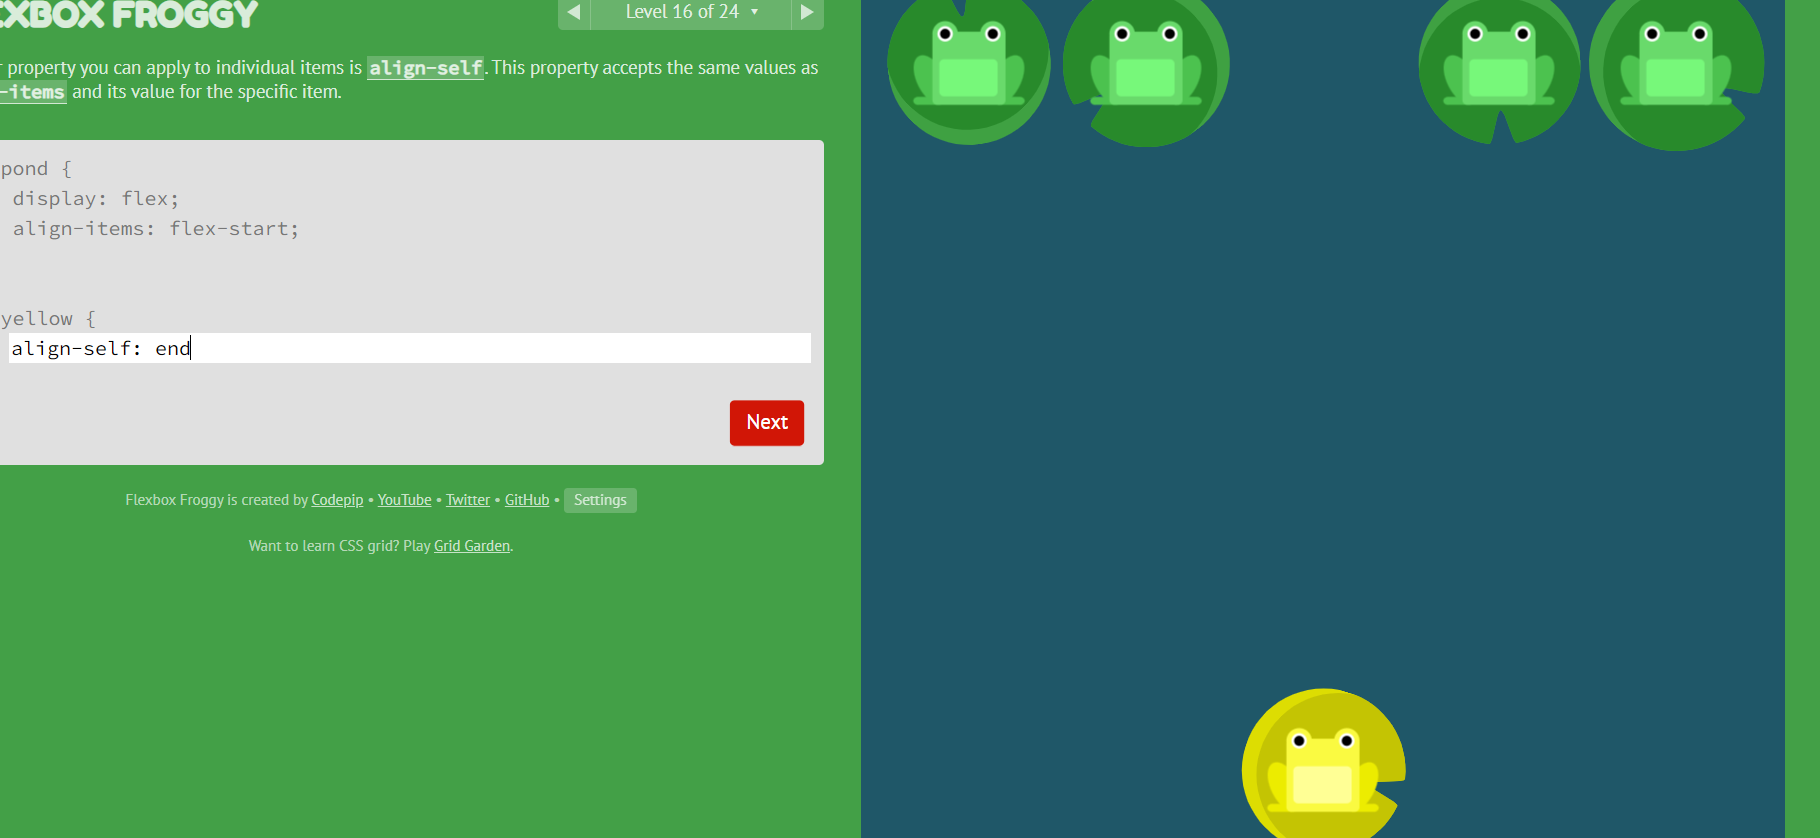 EXBOX FROGGY
Level 16 of 24
r property you can apply to individual items is align-self. This property accepts the same values as
-items and its value for the specific item.
pond {
display: flex;
align-items: flex-start;
yellow {
align-self: end
Next
Flexbox Froggy is created by Codepip • YouTube • Twitter • GitHub • Settings
Want to learn CSS grid? Play Grid Garden.